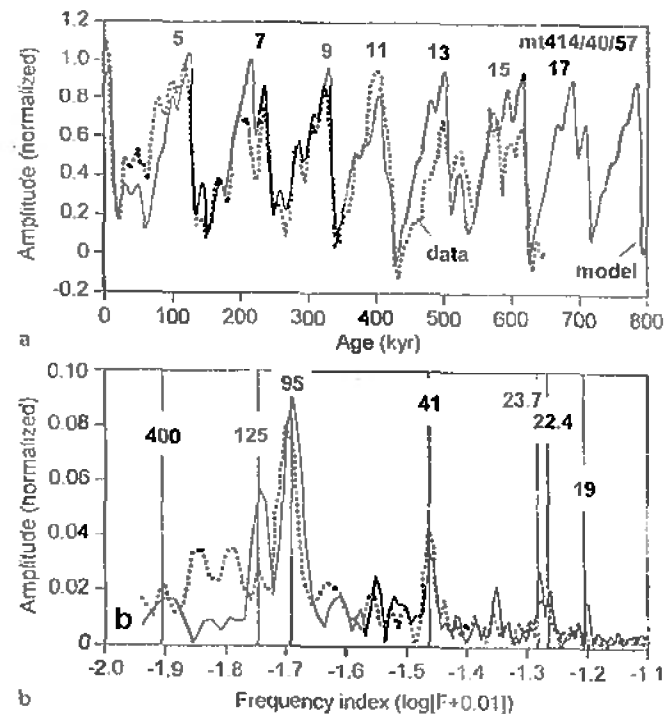 1.2
1.0
0.8
0.6
0.4
0.2
0
-0.2
Amplitude (normalized)
5 7 9 11 13 15 17
mt414/40/57
data
model
0 100 200 300 400 500 600 700 800
Age (kyr)
a
0.10
0.08
0.06
0.04
0.02
0
Amplitude (normalized)
400 125 95 41 23.7 22.4 19
b
-2.0 -1.9 -1.8 -1.7 -1.6 -1.5 -1.4 -1.3 -1.2 -1 1
Frequency index (log[F+0.01])
b